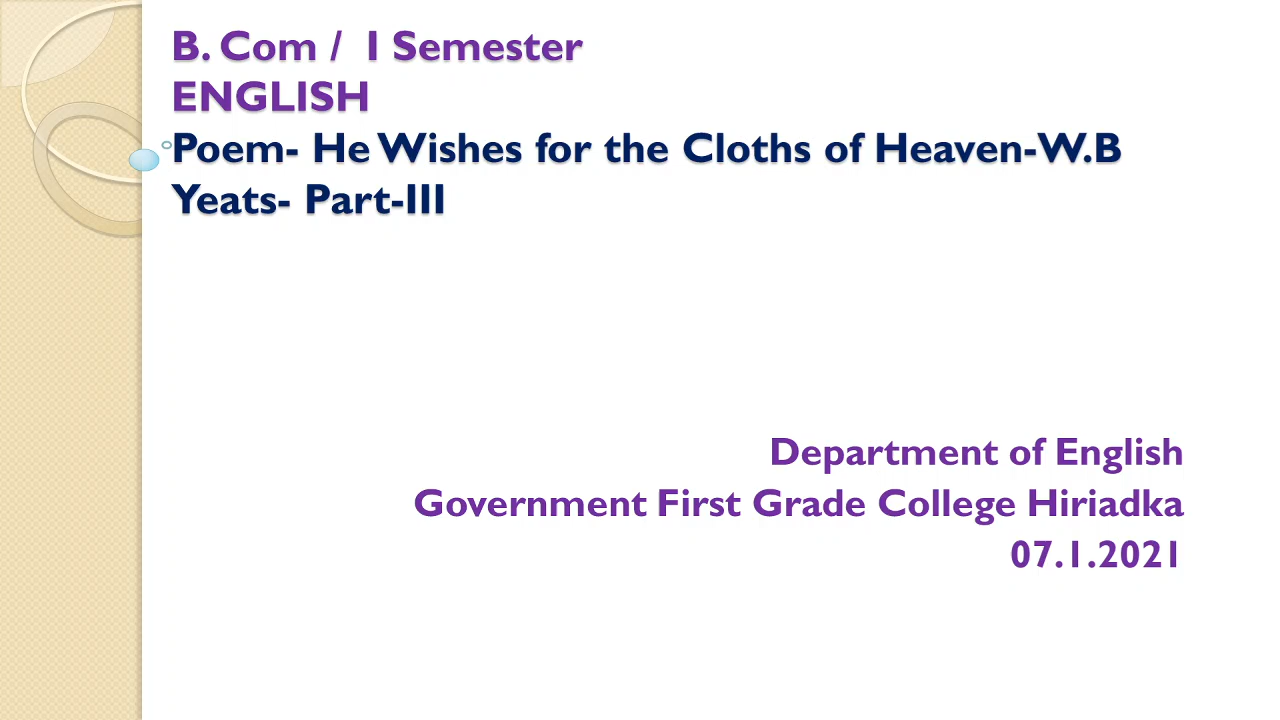 B. Com / I Semester
ENGLISH
Poem- He Wishes for the Cloths of Heaven-W.B
Yeats- Part-III
Department of English
Government First Grade College Hiriadka
07.1.2021